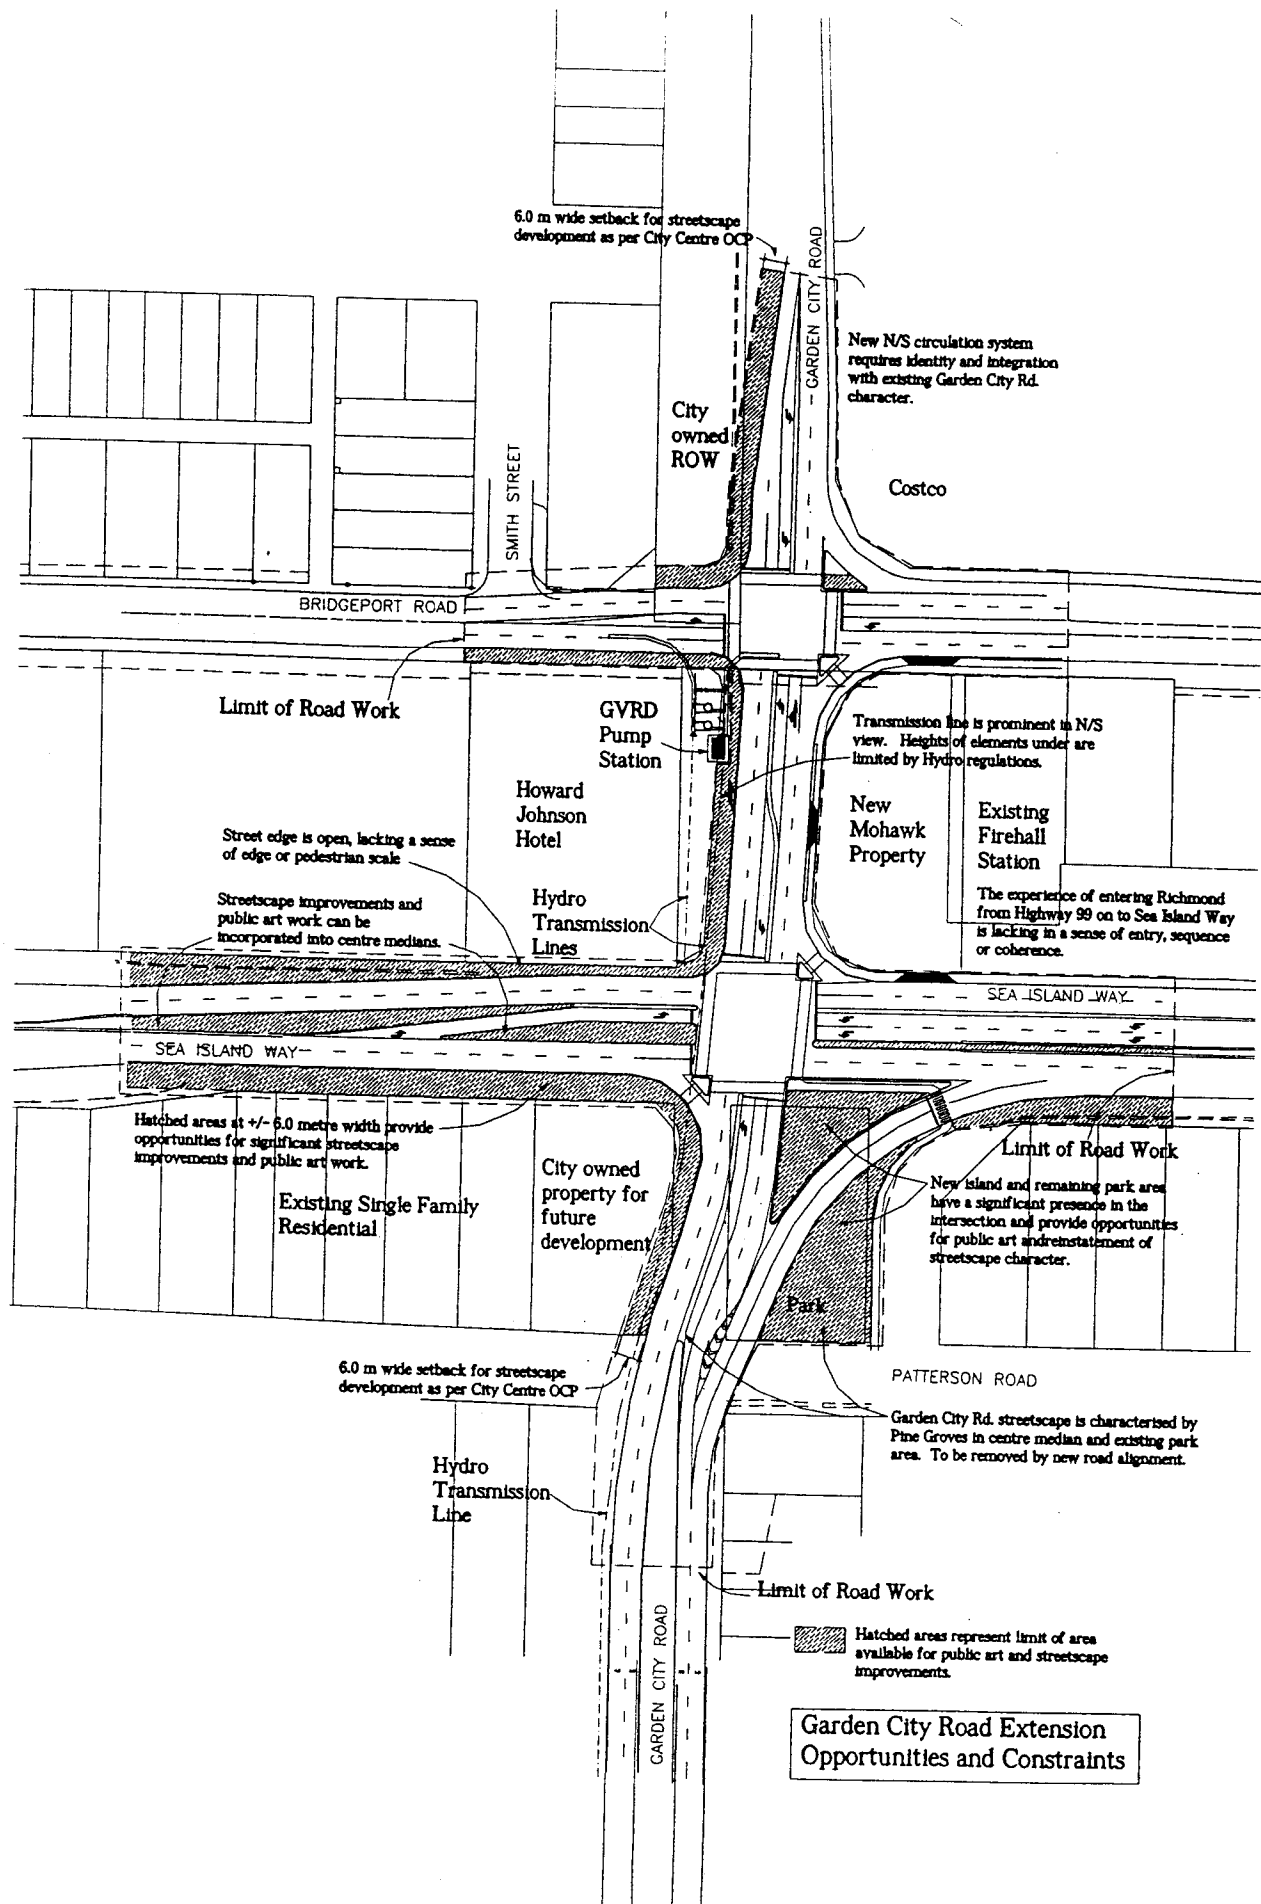 6.0 m wide setback for streetscape
development as per City Centre OCP
GARDEN CITY ROAD
New N/S circulation system
requires identity and integration
with existing Garden City Rd.
character.
City
owned
ROW
SMITH STREET
Costco
BRIDGEPORT ROAD
Limit of Road Work
GVRD
Pump
Station
Transmission line is prominent in N/S
view. Heights of elements under are
limited by Hydro regulations.
Howard
Johnson
Hotel
New
Mohawk
Property
Existing
Firehall
Station
Street edge is open, lacking a sense
of edge or pedestrian scale
Streetscape improvements and
public art work can be
incorporated into centre medians.
Hydro
Transmission
Lines
The experience of entering Richmond
from Highway 99 on to Sea Island Way
is lacking in a sense of entry, sequence
or coherence.
SEA ISLAND WAY
SEA ISLAND WAY
Hatched areas at +/- 6.0 metre width provide
opportunities for significant streetscape
improvements and public art work.
Existing Single Family
Residential
City owned
property for
future
development
Limit of Road Work
New island and remaining park area
have a significant presence in the
intersection and provide opportunities
for public art andreinstatement of
streetscape character.
Park
6.0 m wide setback for streetscape
development as per City Centre OCP
PATTERSON ROAD
Garden City Rd. streetscape is characterised by
Pine Groves in centre median and existing park
area. To be removed by new road alignment.
Hydro
Transmission
Line
Limit of Road Work
GARDEN CITY ROAD
Hatched areas represent limit of area
available for public art and streetscape
improvements.
Garden City Road Extension
Opportunities and Constraints